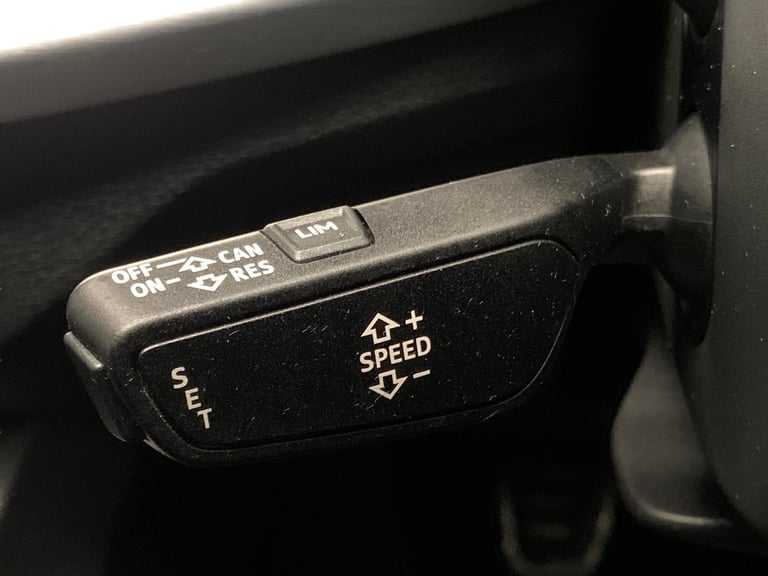 LIM
OFF CAN
ON RES
+
SPEED
-
SET